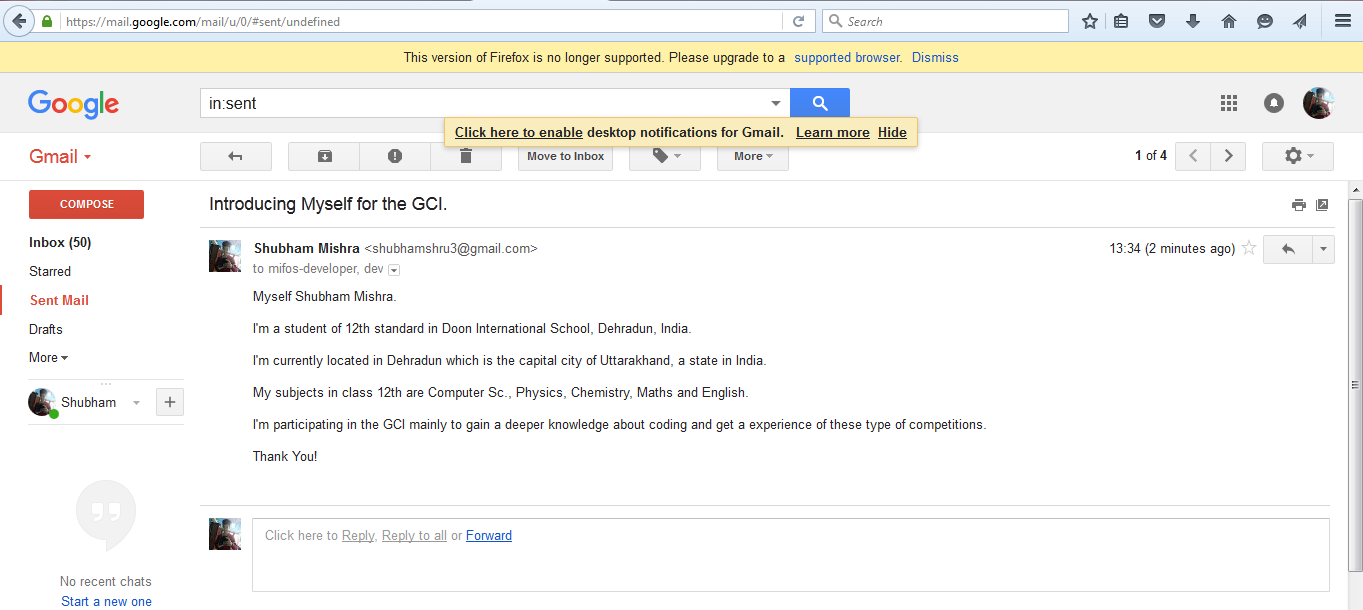 https://mail.google.com/mail/u/0/#sent/undefined
Search
This version of Firefox is no longer supported. Please upgrade to a supported browser. Dismiss
Google
in:sent
Click here to enable desktop notifications for Gmail. Learn more Hide
Gmail
Move to Inbox
More
1 of 4
COMPOSE
Introducing Myself for the GCI.
Inbox (50)
Starred
Sent Mail
Drafts
More
Shubham
No recent chats
Start a new one
Shubham Mishra <shubhamshru3@gmail.com>
13:34 (2 minutes ago)
to mifos-developer, dev
Myself Shubham Mishra.
I'm a student of 12th standard in Doon International School, Dehradun, India.
I'm currently located in Dehradun which is the capital city of Uttarakhand, a state in India.
My subjects in class 12th are Computer Sc., Physics, Chemistry, Maths and English.
I'm participating in the GCI mainly to gain a deeper knowledge about coding and get a experience of these type of competitions.
Thank You!
Click here to Reply, Reply to all or Forward